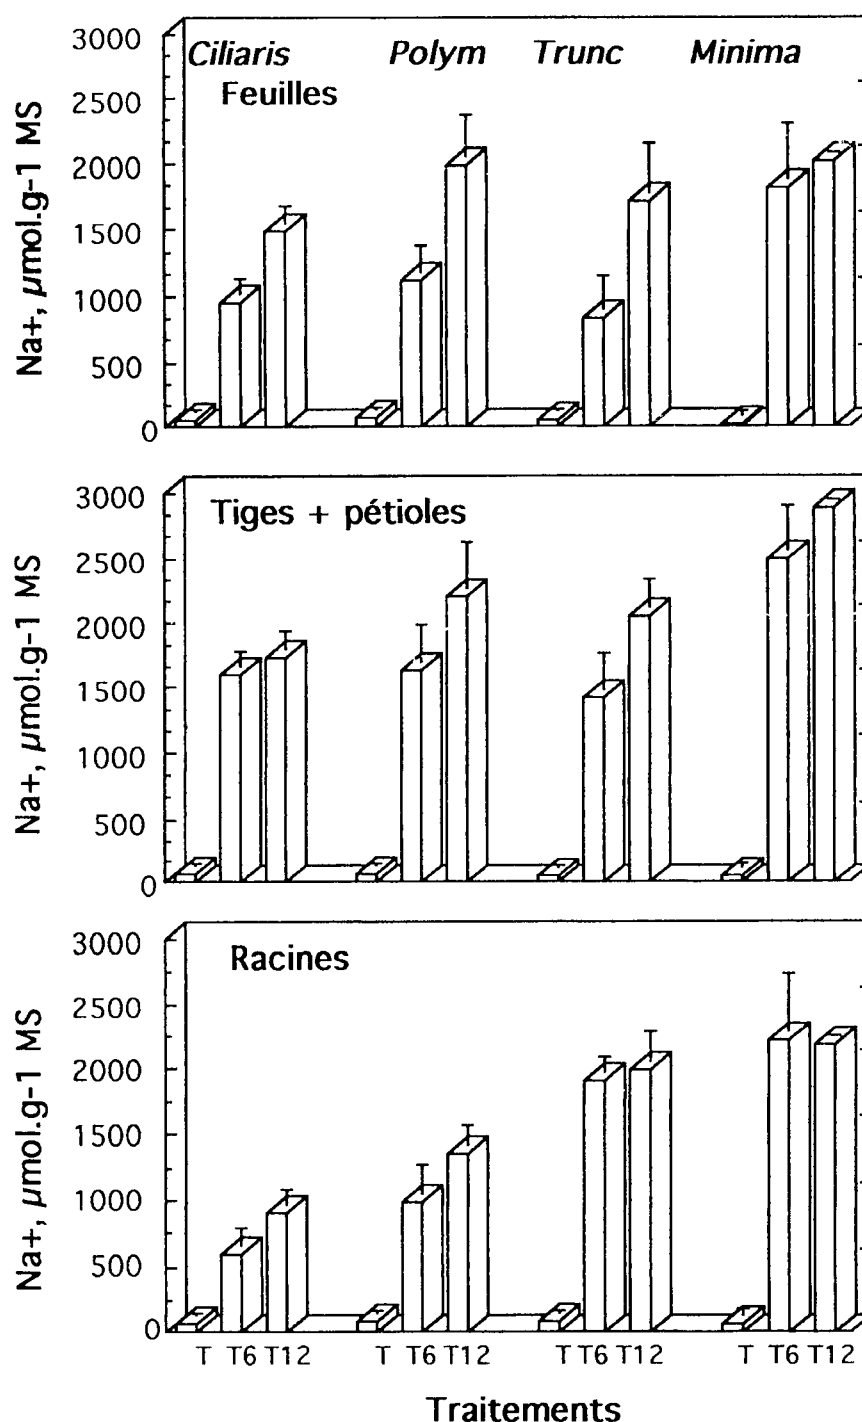 3000
2500
2000
1500
1000
500
0
Na+, µmol.g-1 MS
Ciliaris Polym Trunc Minima
Feuilles
3000
2500
2000
1500
1000
500
0
Na+, µmol.g-1 MS
Tiges + pétioles
3000
2500
2000
1500
1000
500
0
Na+, µmol.g-1 MS
Racines
T T6 T12 T T6 T12 T T6 T12 T T6 T12
Traitements